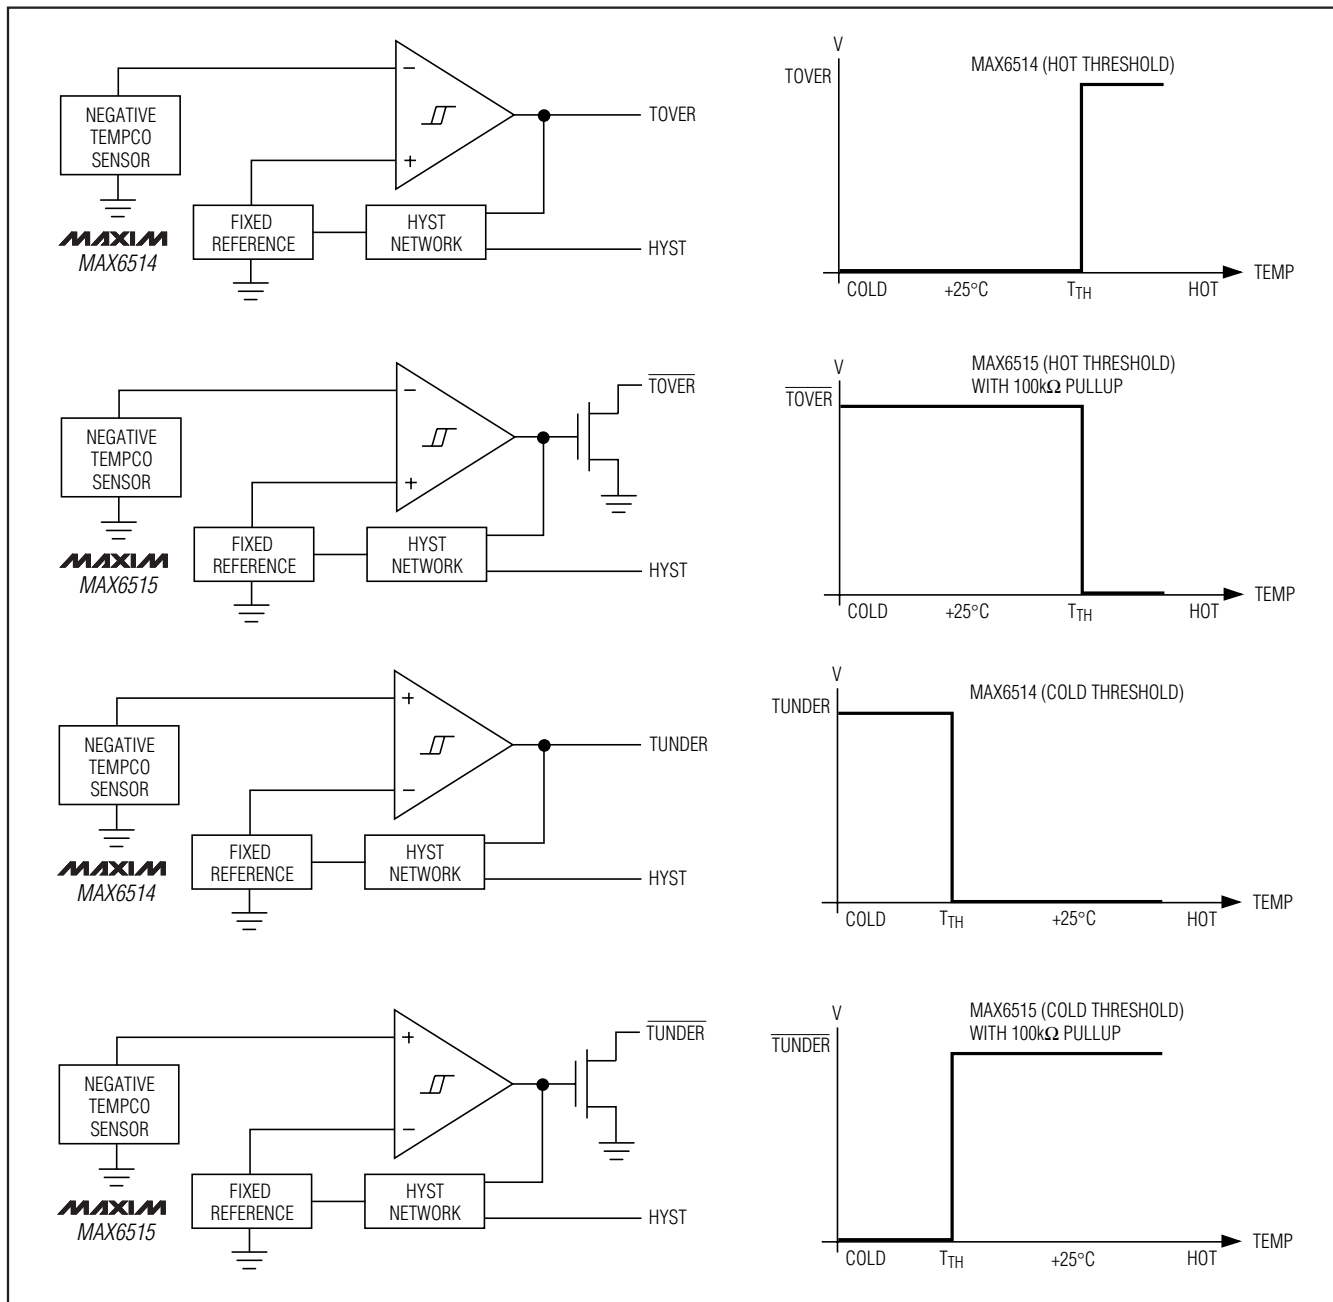 NEGATIVE
TEMPCO
SENSOR
−
+
TOVER
FIXED
REFERENCE
HYST
NETWORK
HYST
MAXIM
MAX6514
V
TOVER
MAX6514 (HOT THRESHOLD)
TEMP
COLD
+25°C
TTH
HOT
NEGATIVE
TEMPCO
SENSOR
−
+
TOVER
FIXED
REFERENCE
HYST
NETWORK
HYST
MAXIM
MAX6515
V
TOVER
MAX6515 (HOT THRESHOLD)
WITH 100kΩ PULLUP
TEMP
COLD
+25°C
TTH
HOT
NEGATIVE
TEMPCO
SENSOR
+
−
TUNDER
FIXED
REFERENCE
HYST
NETWORK
HYST
MAXIM
MAX6514
V
TUNDER
MAX6514 (COLD THRESHOLD)
TEMP
COLD
TTH
+25°C
HOT
NEGATIVE
TEMPCO
SENSOR
+
−
TUNDER
FIXED
REFERENCE
HYST
NETWORK
HYST
MAXIM
MAX6515
V
TUNDER
MAX6515 (COLD THRESHOLD)
WITH 100kΩ PULLUP
TEMP
COLD
TTH
+25°C
HOT